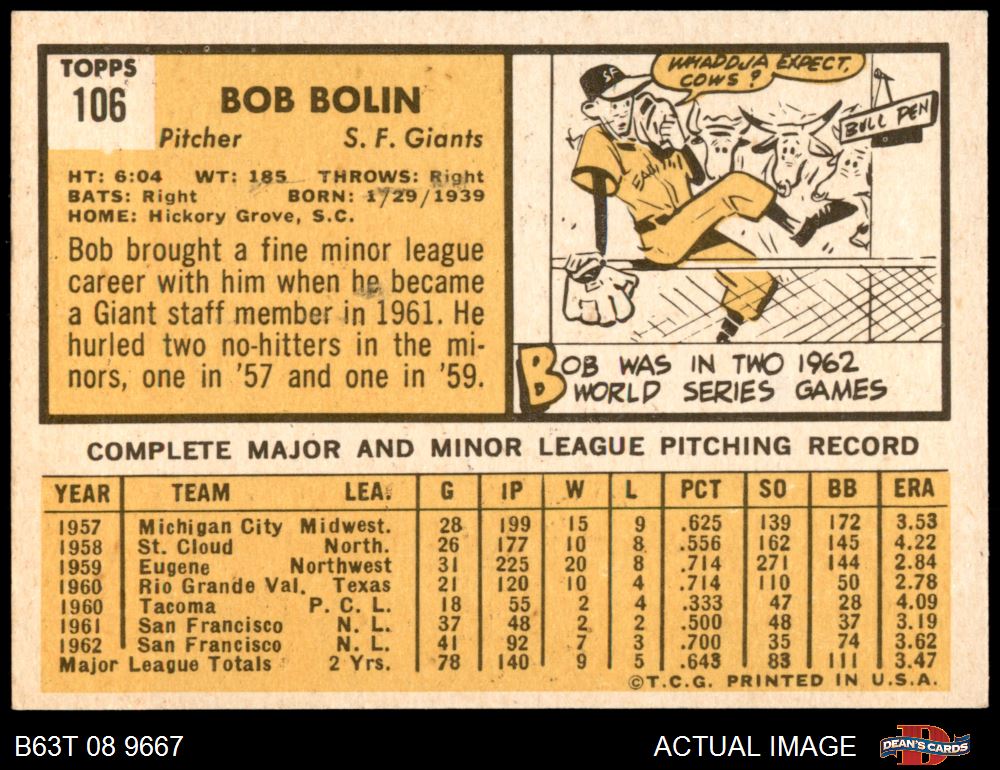 TOPPS
106
BOB BOLIN
Pitcher S. F. Giants
HT: 6:04 WT: 185 THROWS: Right
BATS: Right BORN: 1/29/1939
HOME: Hickory Grove, S.C.
Bob brought a fine minor league
career with him when he became
a Giant staff member in 1961. He
hurled two no-hitters in the mi-
nors, one in '57 and one in '59.
WHADDJA EXPECT,
COWS?
SF
BULL PEN
BOB WAS IN TWO 1962
WORLD SERIES GAMES
COMPLETE MAJOR AND MINOR LEAGUE PITCHING RECORD
YEAR TEAM LEA. G IP W L PCT SO BB ERA
1957 Michigan City Midwest. 28 199 15 9 .625 139 172 3.53
1958 St. Cloud North. 26 177 10 8 .556 162 145 4.22
1959 Eugene Northwest 31 225 20 8 .714 271 144 2.84
1960 Rio Grande Val. Texas 21 120 10 4 .714 110 50 2.78
1960 Tacoma P. C. L. 18 55 2 4 .333 47 28 4.09
1961 San Francisco N. L. 37 48 2 2 .500 48 37 3.19
1962 San Francisco N. L. 41 92 7 3 .700 35 74 3.62
Major League Totals 2 Yrs. 78 140 9 5 .643 83 111 3.47
©T.C.G. PRINTED IN U.S.A.
B63T 08 9667 ACTUAL IMAGE DEAN'S CARDS